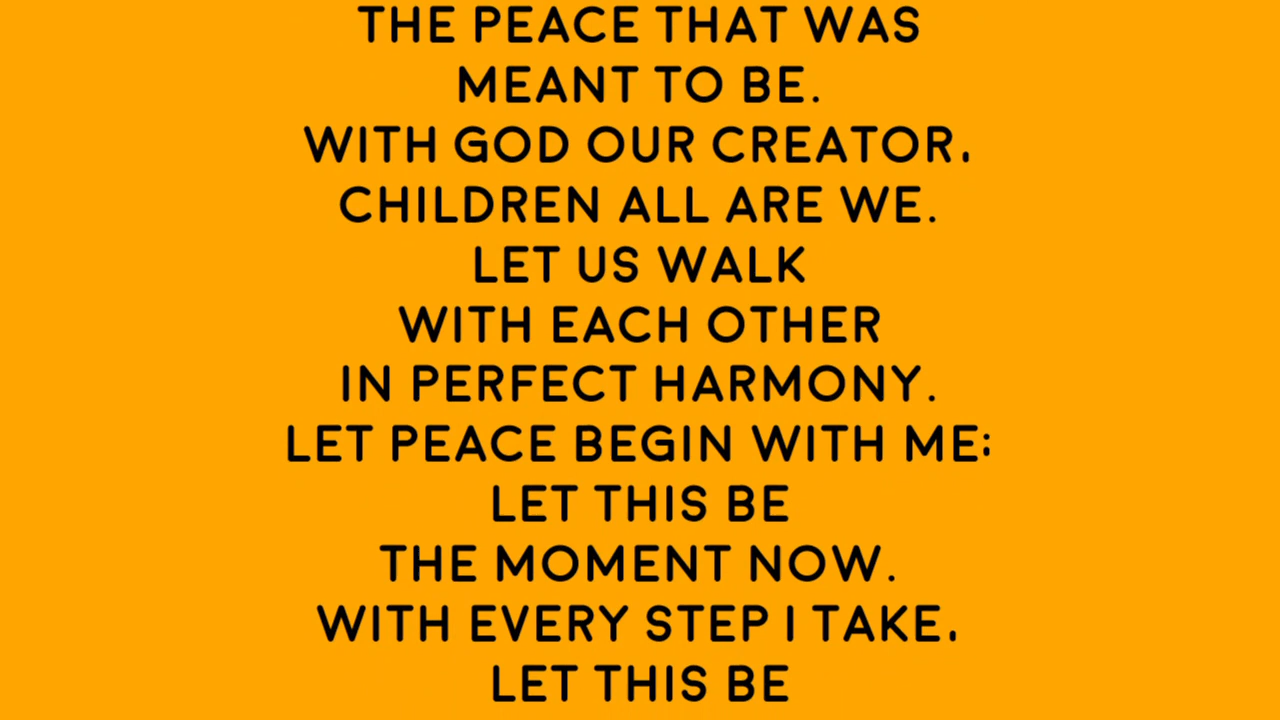 THE PEACE THAT WAS
MEANT TO BE.
WITH GOD OUR CREATOR,
CHILDREN ALL ARE WE.
LET US WALK
WITH EACH OTHER
IN PERFECT HARMONY.
LET PEACE BEGIN WITH ME;
LET THIS BE
THE MOMENT NOW.
WITH EVERY STEP I TAKE,
LET THIS BE